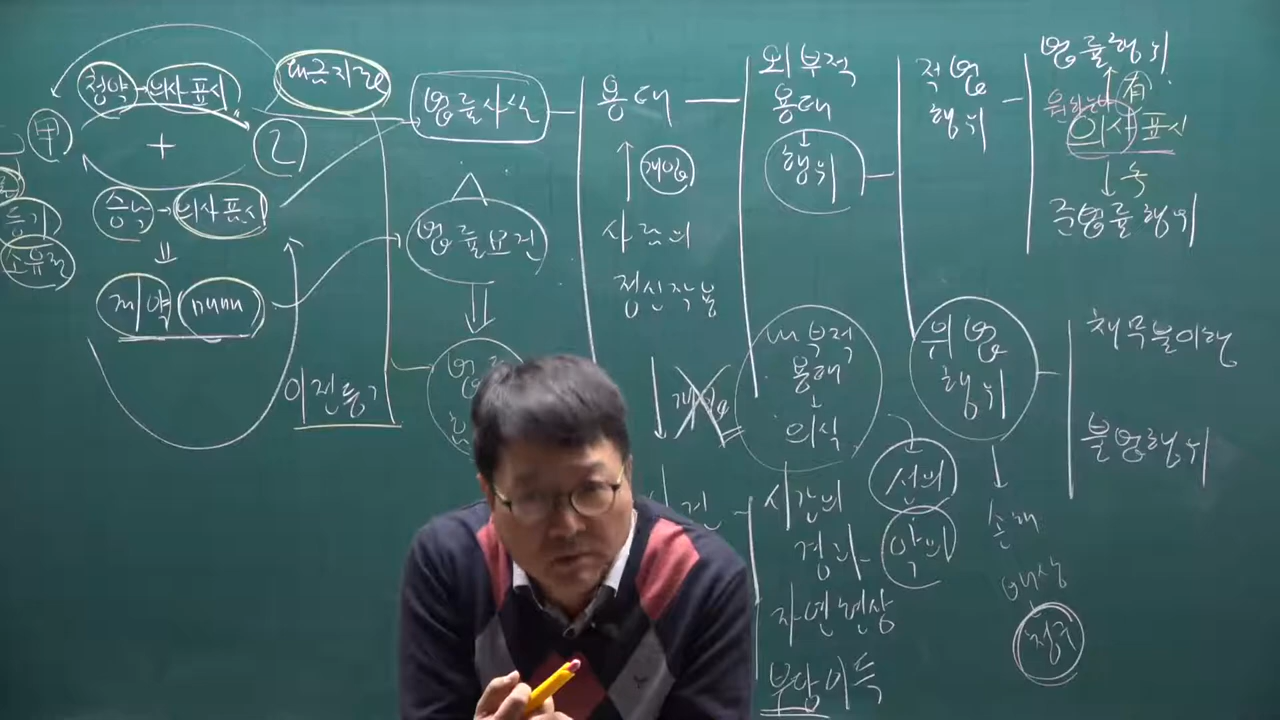 청약→의사표시
대금지급
甲
乙
+
승낙→의사표시
등기
소유권
계약
이전등기
법률사실
법률요건
용태
개입
사람의
정신작용
외부적
용태
행위
내부적
용태
의식
적법
행위
위법
행위
법률행위
有
의사표시
준법률행위
채무불이행
불법행위
선의
악의
손해
배상
청구
건
시간의
경과
자연현상
부당이득